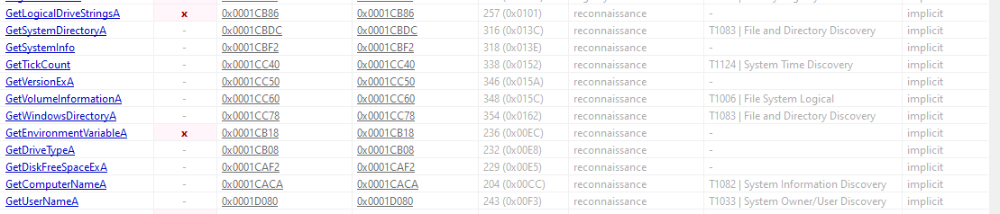 GetLogicalDriveStringsA x 0x0001CB86 0x0001CB86 257 (0x0101) reconnaissance - implicit
GetSystemDirectoryA - 0x0001CBDC 0x0001CBDC 316 (0x013C) reconnaissance T1083 | File and Directory Discovery implicit
GetSystemInfo - 0x0001CBF2 0x0001CBF2 318 (0x013E) reconnaissance - implicit
GetTickCount - 0x0001CC40 0x0001CC40 338 (0x0152) reconnaissance T1124 | System Time Discovery implicit
GetVersionExA - 0x0001CC50 0x0001CC50 346 (0x015A) reconnaissance - implicit
GetVolumeInformationA - 0x0001CC60 0x0001CC60 348 (0x015C) reconnaissance T1006 | File System Logical implicit
GetWindowsDirectoryA - 0x0001CC78 0x0001CC78 354 (0x0162) reconnaissance T1083 | File and Directory Discovery implicit
GetEnvironmentVariableA x 0x0001CB18 0x0001CB18 236 (0x00EC) reconnaissance - implicit
GetDriveTypeA - 0x0001CB08 0x0001CB08 232 (0x00E8) reconnaissance - implicit
GetDiskFreeSpaceExA - 0x0001CAF2 0x0001CAF2 229 (0x00E5) reconnaissance - implicit
GetComputerNameA - 0x0001CACA 0x0001CACA 204 (0x00CC) reconnaissance T1082 | System Information Discovery implicit
GetUserNameA - 0x0001D080 0x0001D080 243 (0x00F3) reconnaissance T1033 | System Owner/User Discovery implicit